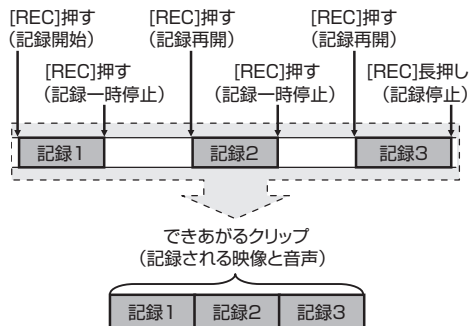 [REC]押す
（記録開始）
[REC]押す
（記録再開）
[REC]押す
（記録再開）
[REC]押す
（記録一時停止）
[REC]押す
（記録一時停止）
[REC]長押し
（記録停止）
記録1
記録2
記録3
できあがるクリップ
（記録される映像と音声）
記録1
記録2
記録3